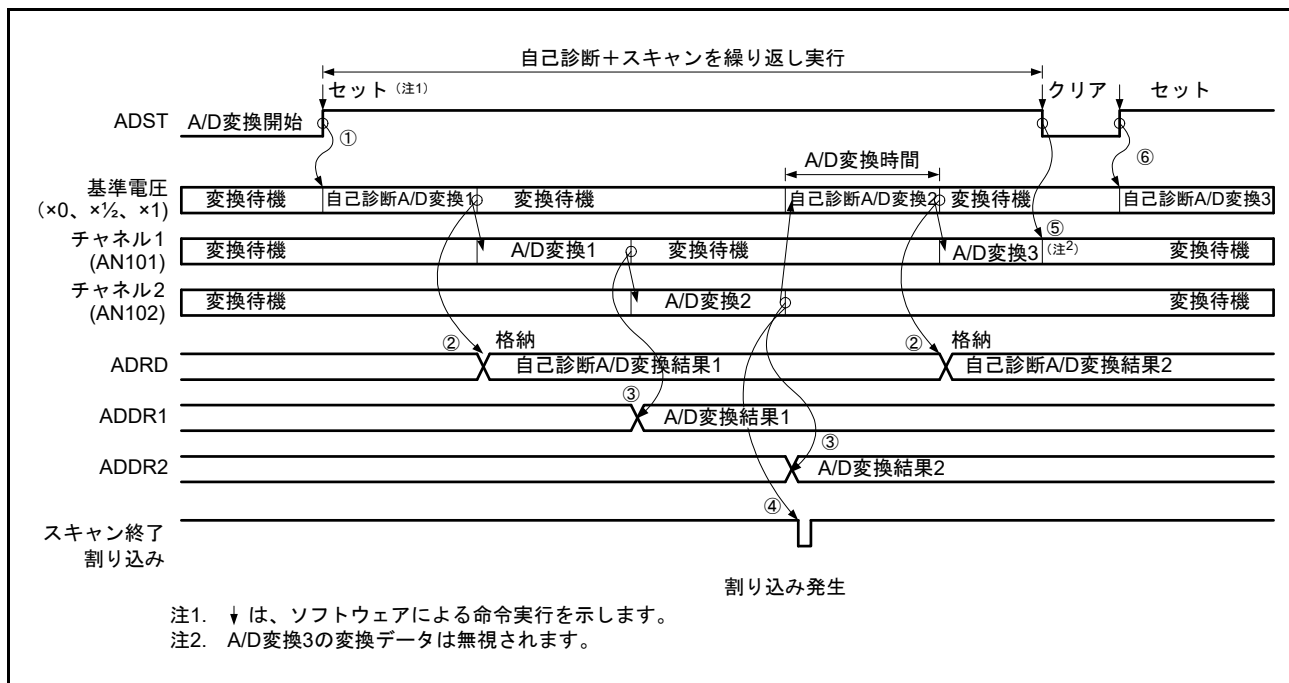 自己診断+スキャンを繰り返し実行
セット(注1)
クリア
セット
ADST
A/D変換開始
①
⑥
A/D変換時間
基準電圧
(×0、×½、×1)
変換待機
自己診断A/D変換1
変換待機
自己診断A/D変換2
変換待機
自己診断A/D変換3
⑤
チャネル1
(AN101)
変換待機
A/D変換1
変換待機
A/D変換3
(注2)
変換待機
チャネル2
(AN102)
変換待機
A/D変換2
変換待機
ADRD
②
格納
自己診断A/D変換結果1
②
格納
自己診断A/D変換結果2
ADDR1
③
A/D変換結果1
ADDR2
③
A/D変換結果2
④
スキャン終了
割り込み
割り込み発生
注1. ↓は、ソフトウェアによる命令実行を示します。
注2. A/D変換3の変換データは無視されます。